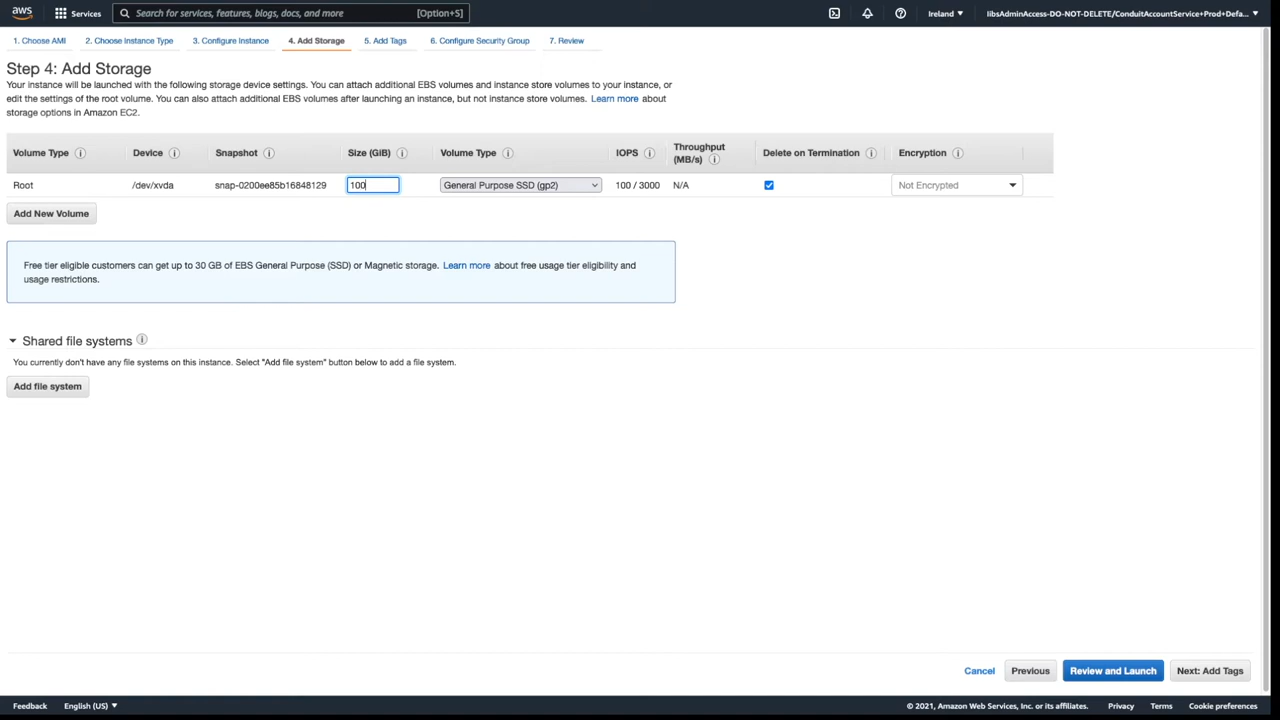 aws Services Search for services, features, blogs, docs, and more [Option+S] Ireland libsAdminAccess-DO-NOT-DELETE/ConduitAccountService+Prod+Defa...
1. Choose AMI 2. Choose Instance Type 3. Configure Instance 4. Add Storage 5. Add Tags 6. Configure Security Group 7. Review
Step 4: Add Storage
Your instance will be launched with the following storage device settings. You can attach additional EBS volumes and instance store volumes to your instance, or
edit the settings of the root volume. You can also attach additional EBS volumes after launching an instance, but not instance store volumes. Learn more about
storage options in Amazon EC2.
Volume Type Device Snapshot Size (GiB) Volume Type IOPS Throughput (MB/s) Delete on Termination Encryption
Root /dev/xvda snap-0200ee85b16848129 100 General Purpose SSD (gp2) 100 / 3000 N/A Not Encrypted
Add New Volume
Free tier eligible customers can get up to 30 GB of EBS General Purpose (SSD) or Magnetic storage. Learn more about free usage tier eligibility and
usage restrictions.
Shared file systems
You currently don't have any file systems on this instance. Select "Add file system" button below to add a file system.
Add file system
Cancel Previous Review and Launch Next: Add Tags
Feedback English (US) © 2021, Amazon Web Services, Inc. or its affiliates. Privacy Terms Cookie preferences